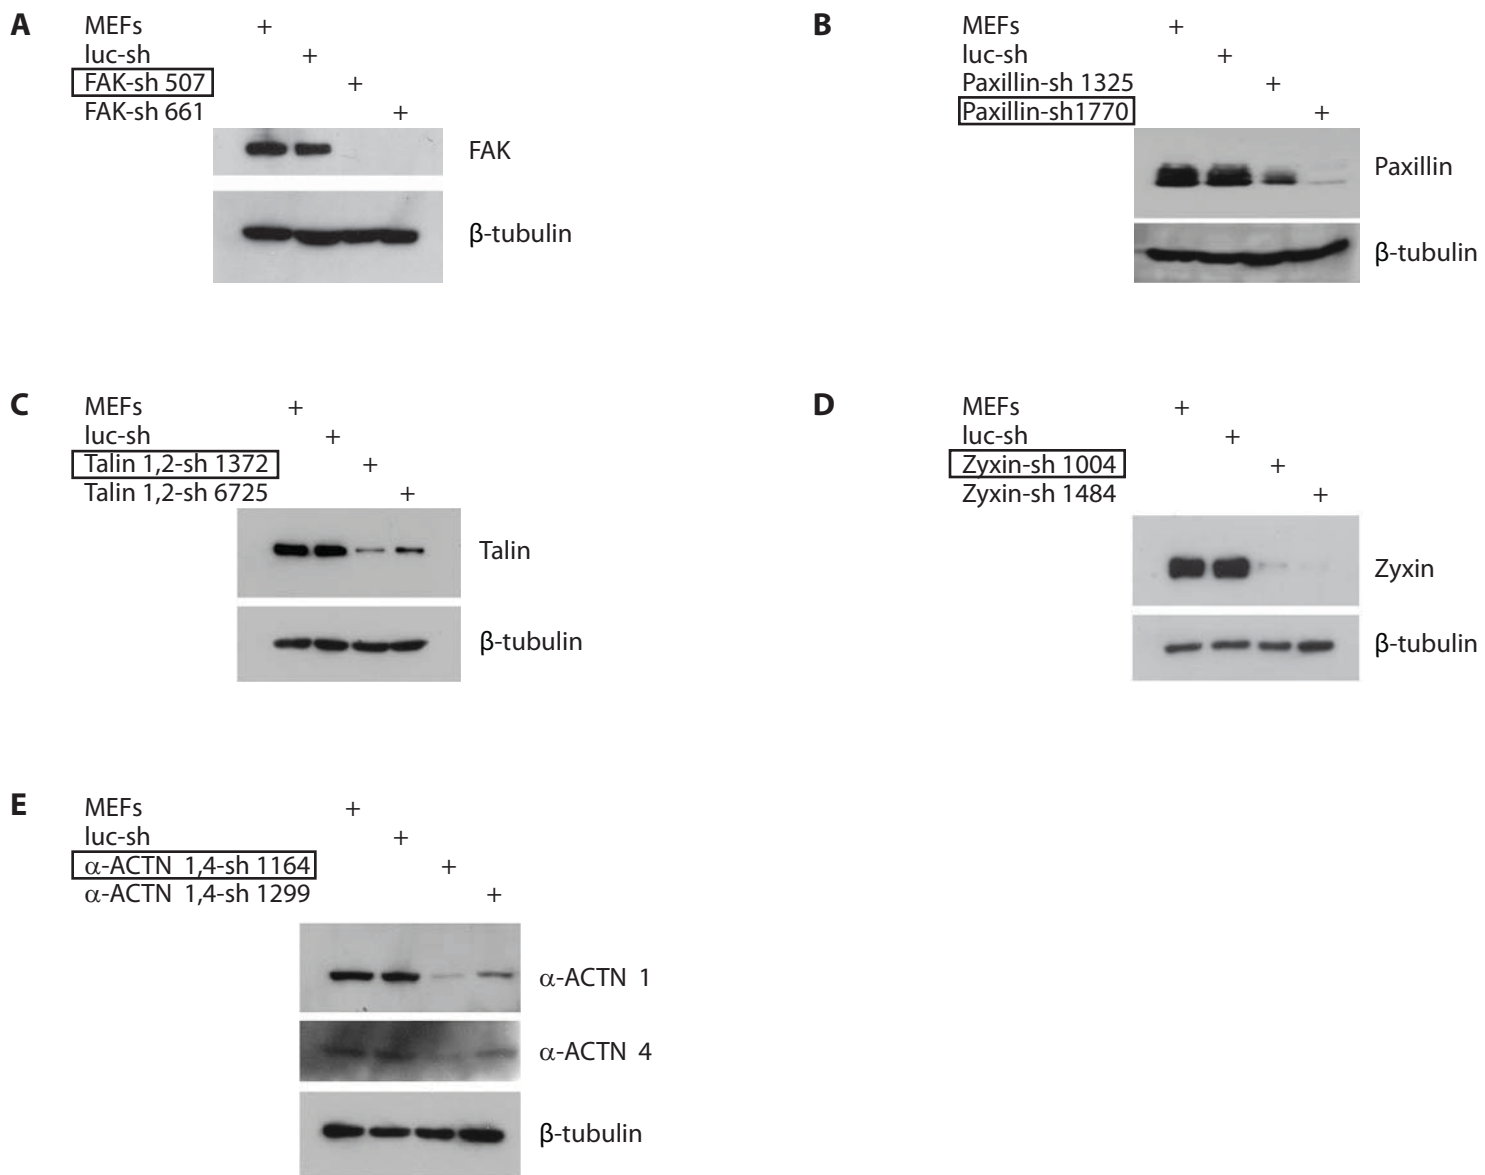 A
MEFs +
luc-sh +
FAK-sh 507 +
FAK-sh 661 +
FAK
β-tubulin
B
MEFs +
luc-sh +
Paxillin-sh 1325 +
Paxillin-sh1770 +
Paxillin
β-tubulin
C
MEFs +
luc-sh +
Talin 1,2-sh 1372 +
Talin 1,2-sh 6725 +
Talin
β-tubulin
D
MEFs +
luc-sh +
Zyxin-sh 1004 +
Zyxin-sh 1484 +
Zyxin
β-tubulin
E
MEFs +
luc-sh +
α-ACTN 1,4-sh 1164 +
α-ACTN 1,4-sh 1299 +
α-ACTN 1
α-ACTN 4
β-tubulin